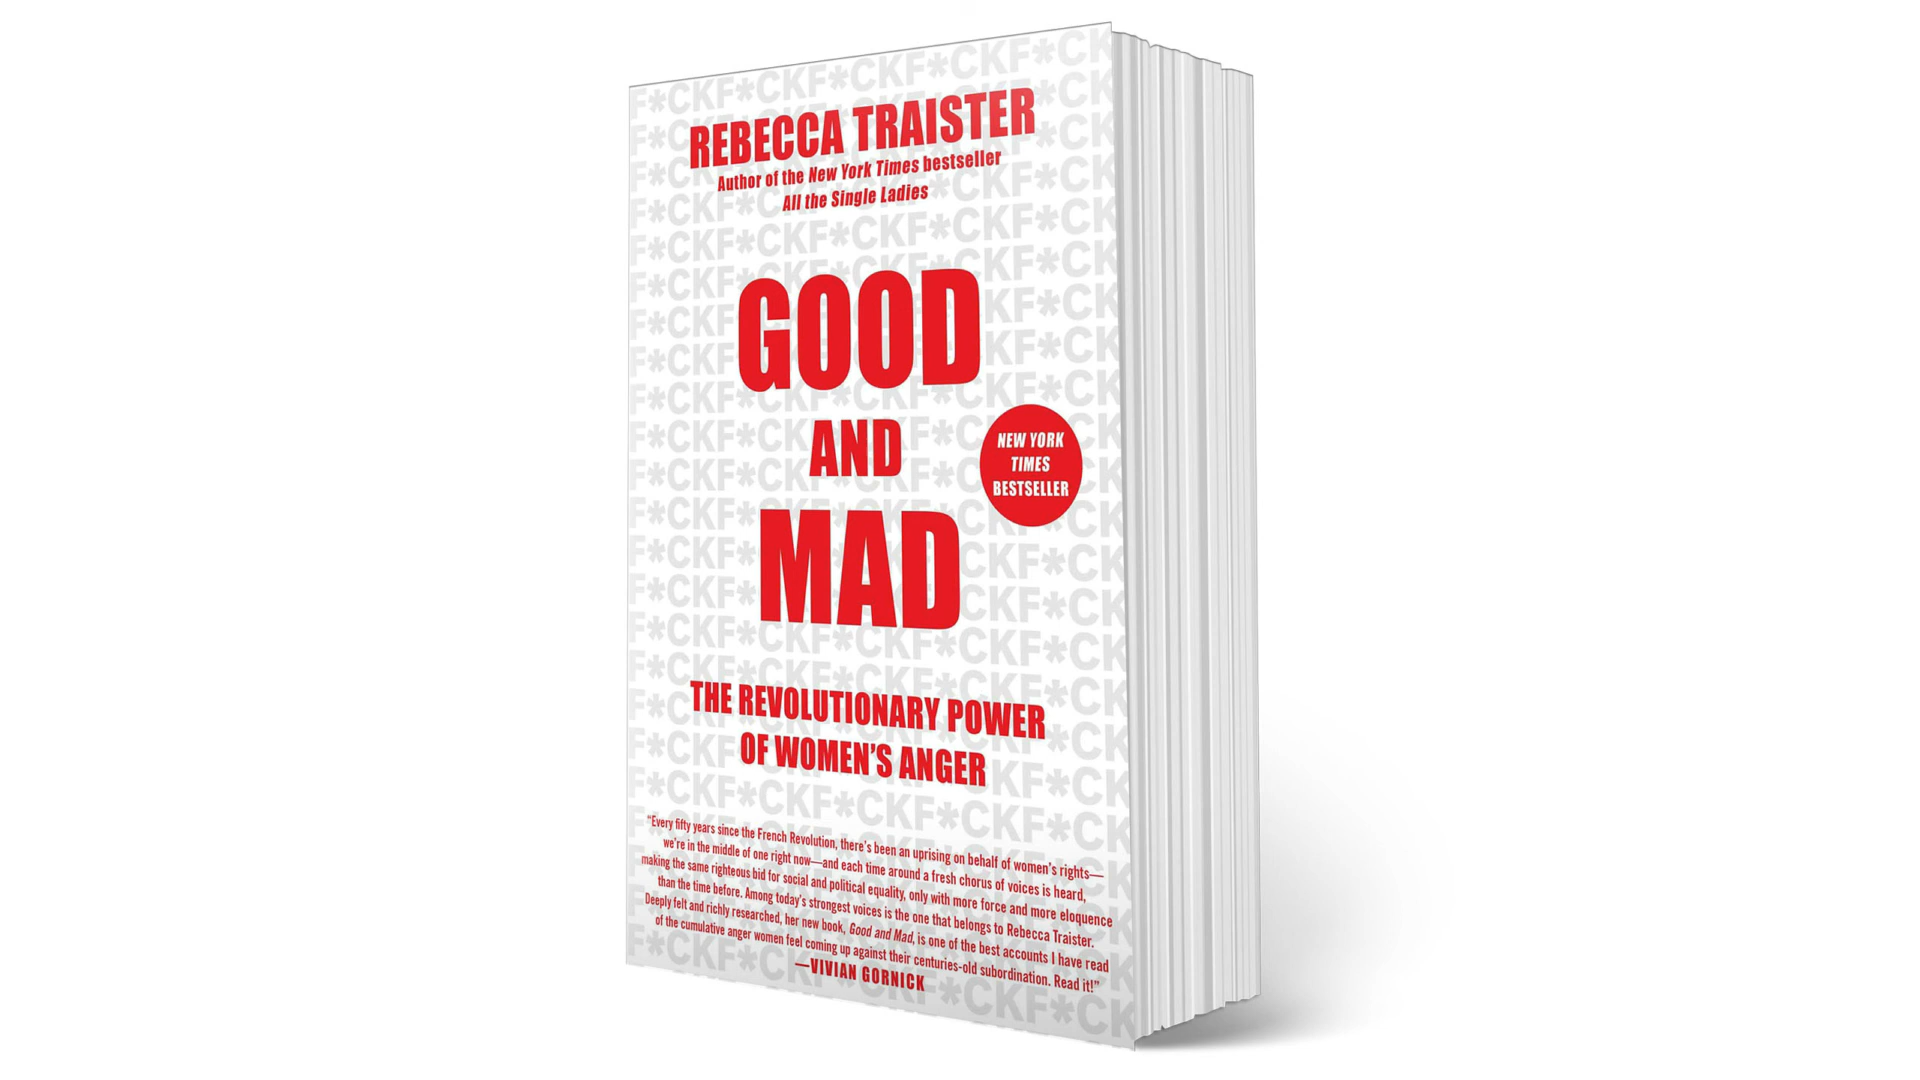 REBECCA TRAISTER
Author of the New York Times bestseller
All the Single Ladies
GOOD
AND
MAD
NEW YORK
TIMES
BESTSELLER
THE REVOLUTIONARY POWER
OF WOMEN'S ANGER
“Every fifty years since the French Revolution, there's been an uprising on behalf of women's rights—
we're in the middle of one right now—and each time around a fresh chorus of voices is heard,
making the same righteous bid for social and political equality, only with more force and more eloquence
than the time before. Among today's strongest voices is the one that belongs to Rebecca Traister.
Deeply felt and richly researched, her new book, Good and Mad, is one of the best accounts I have read
of the cumulative anger women feel coming up against their centuries-old subordination. Read it!”
—VIVIAN GORNICK